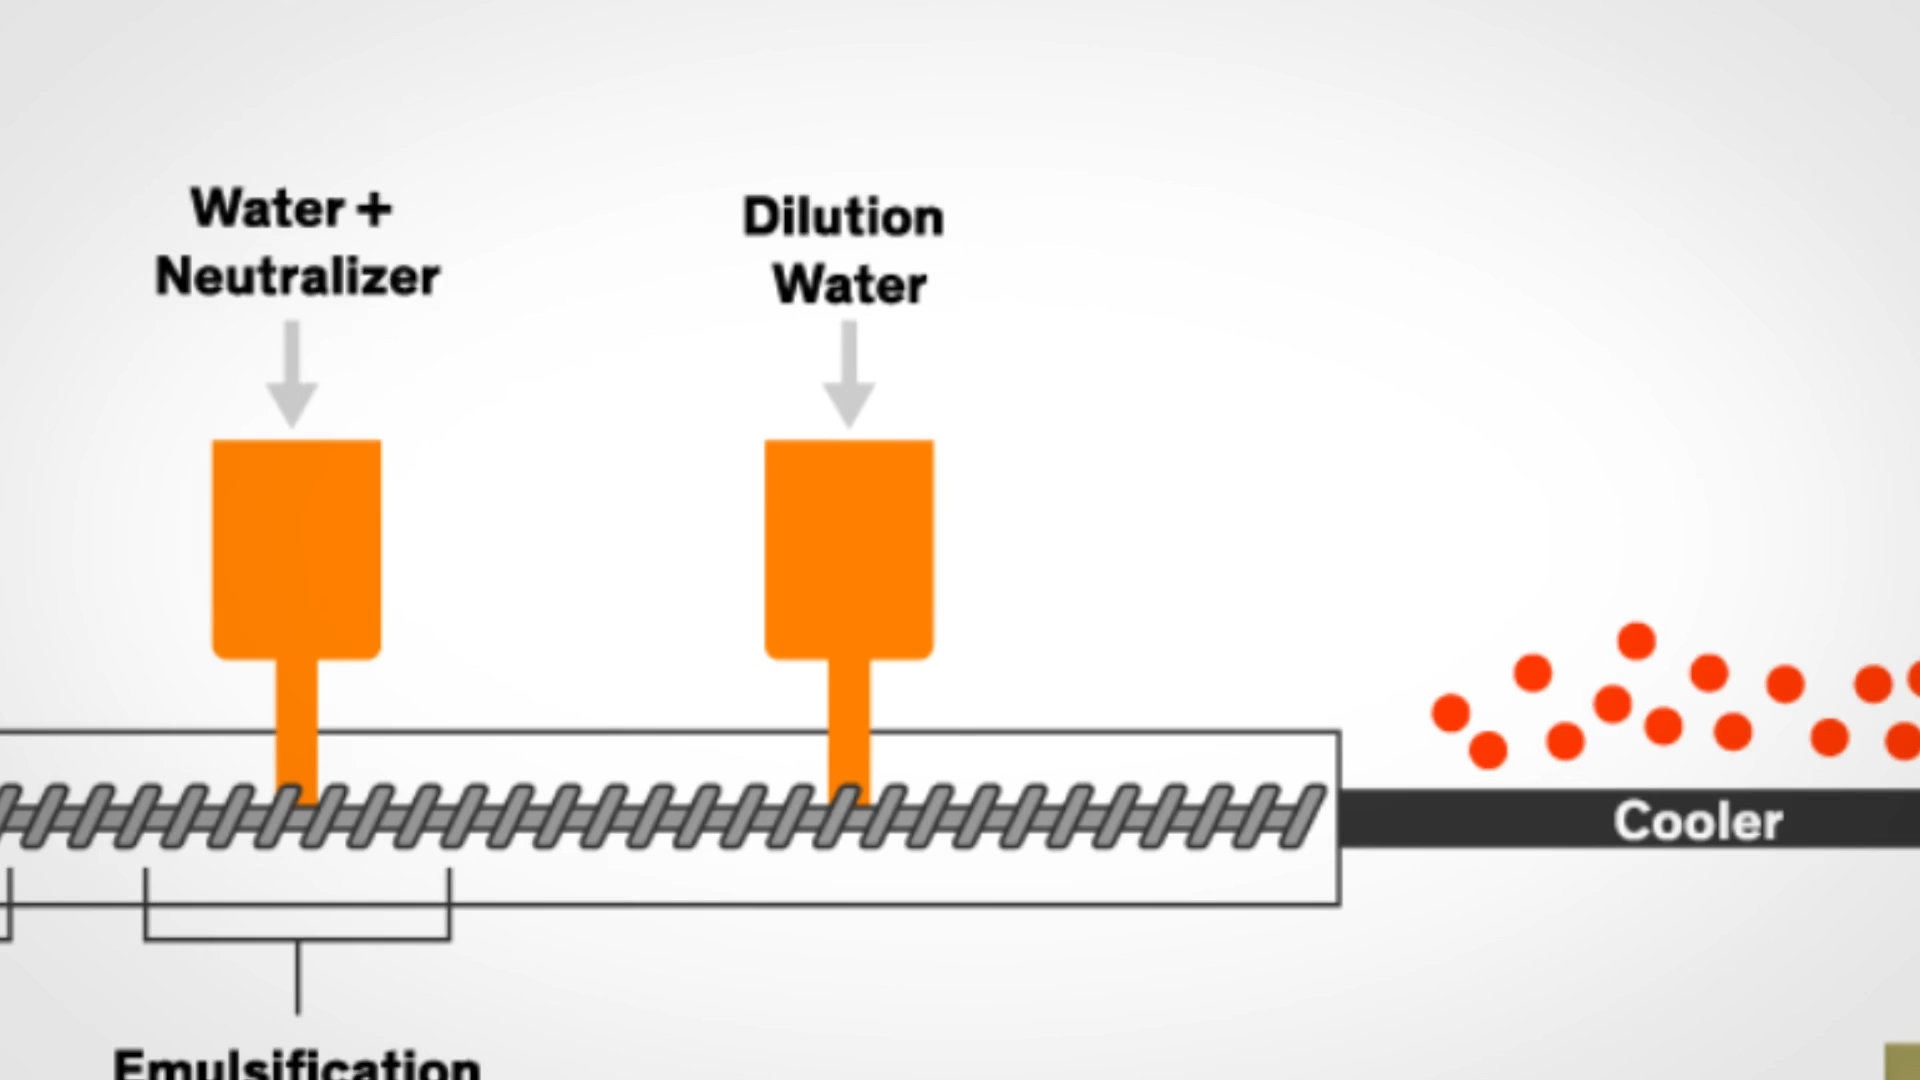 Water +
Neutralizer
Dilution
Water
Cooler
Emulsification